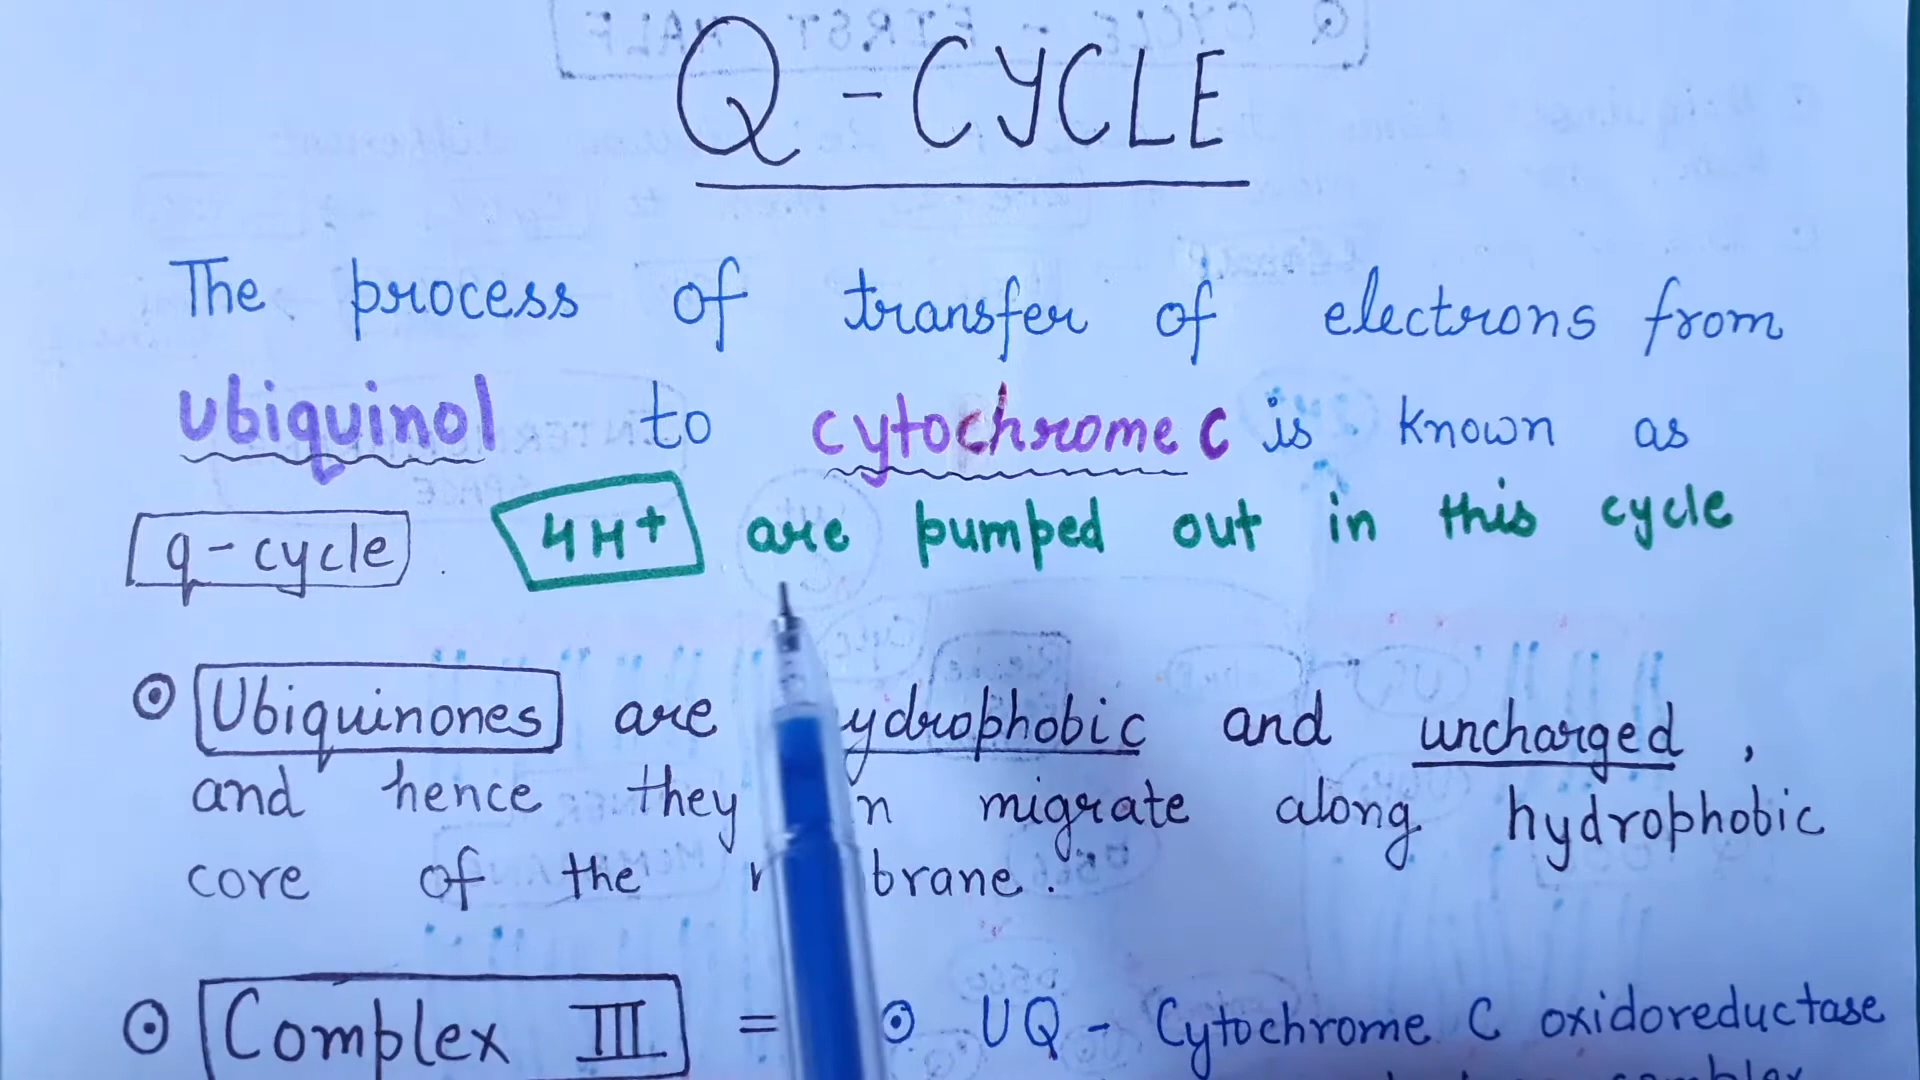 Q - CYCLE
The process of transfer of electrons from
Ubiquinol to cytochrome c is known as
q-cycle. 4H+ are pumped out in this cycle
Ubiquinones are ydrophobic and uncharged,
and hence they n migrate along hydrophobic
core of the brane.
Complex III = UQ - Cytochrome C oxidoreductase